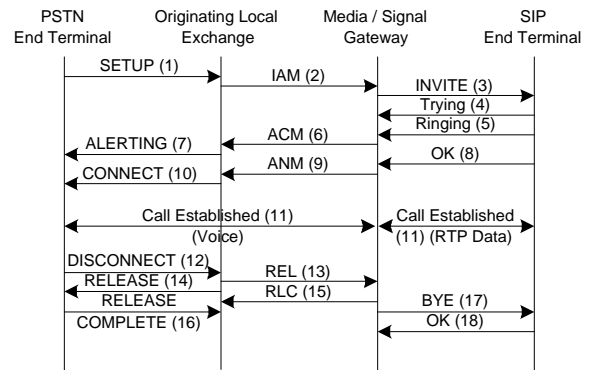 PSTN
End Terminal
Originating Local
Exchange
Media / Signal
Gateway
SIP
End Terminal
SETUP (1)
IAM (2)
INVITE (3)
Trying (4)
Ringing (5)
ACM (6)
ALERTING (7)
OK (8)
ANM (9)
CONNECT (10)
Call Established (11)
(Voice)
Call Established
(11) (RTP Data)
DISCONNECT (12)
REL (13)
RELEASE (14)
RLC (15)
RELEASE
COMPLETE (16)
BYE (17)
OK (18)